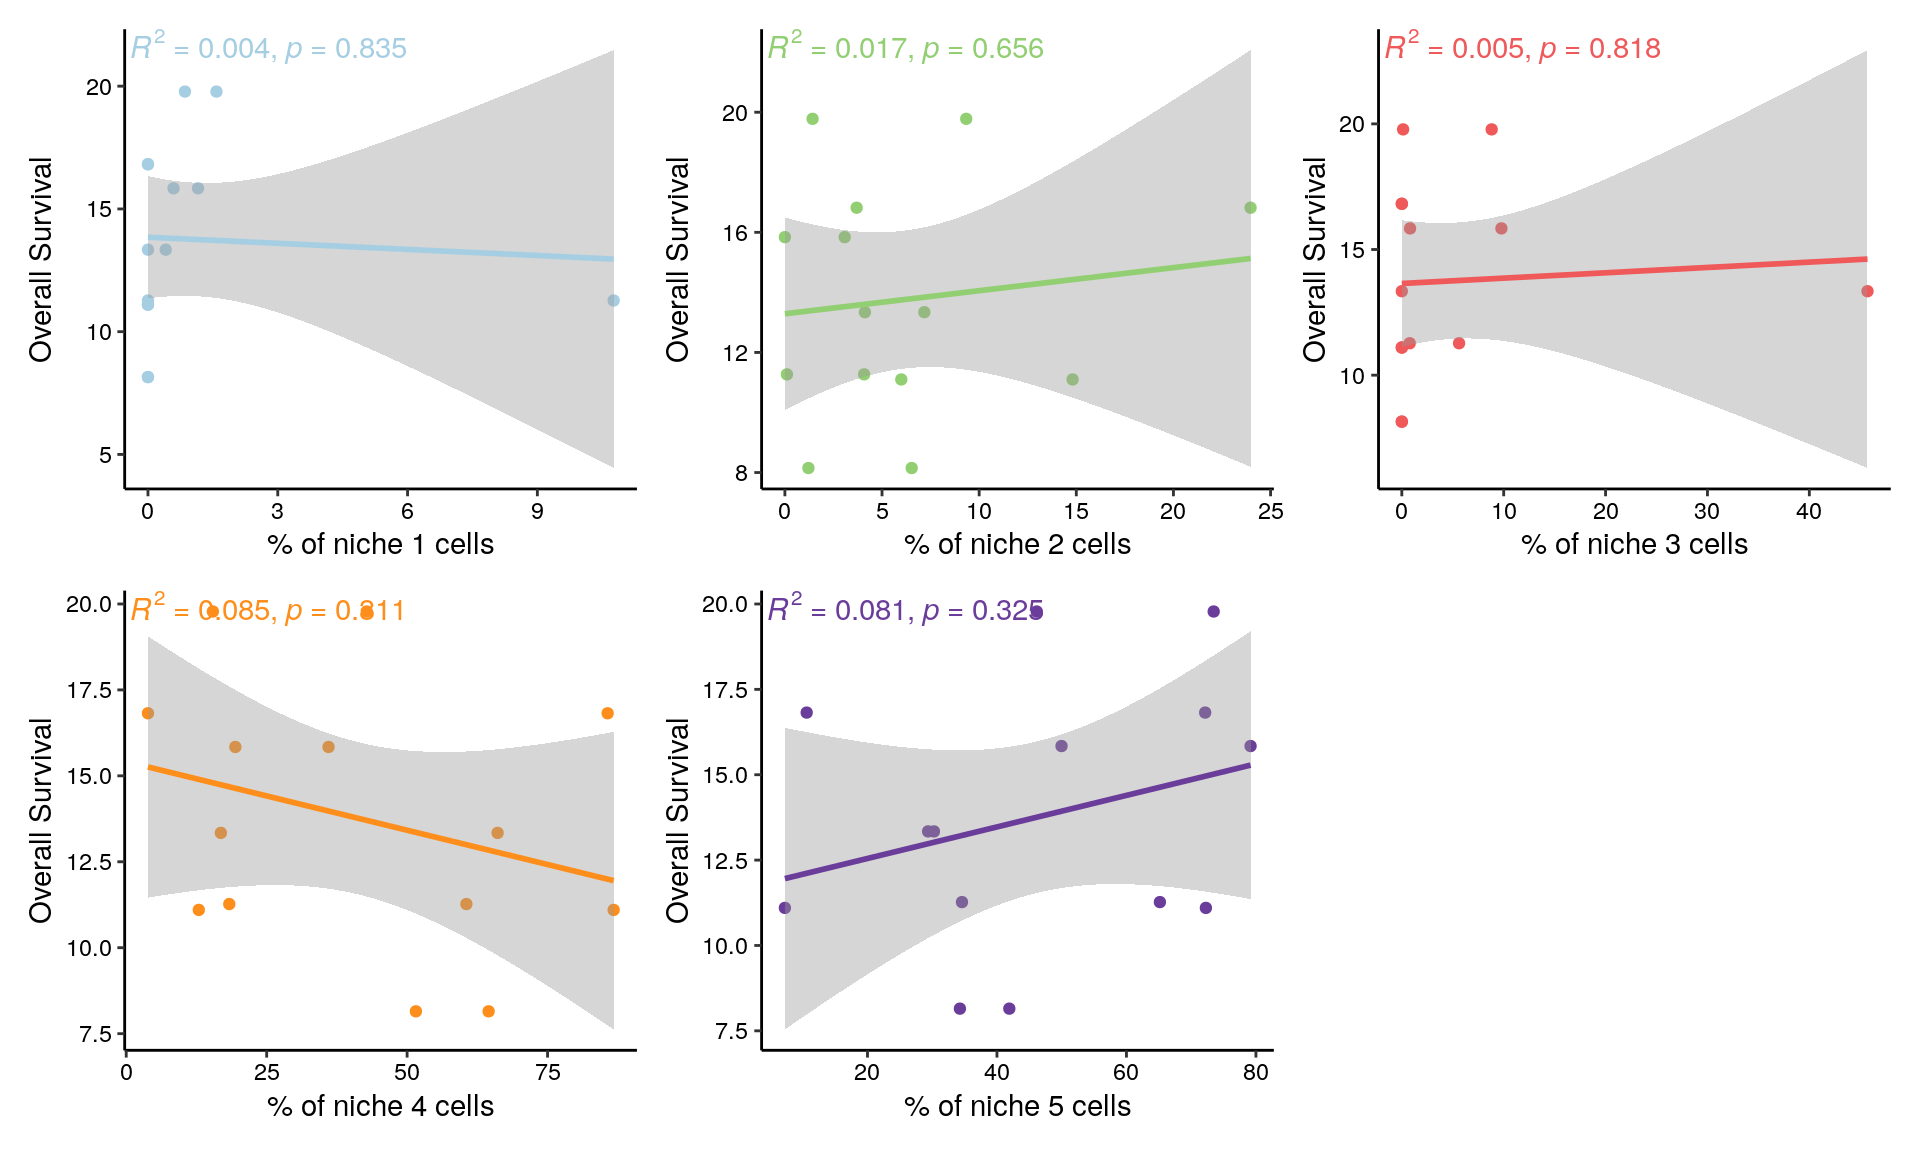 R² = 0.004, p = 0.835
Overall Survival
20
15
10
5
0 3 6 9
% of niche 1 cells
R² = 0.017, p = 0.656
Overall Survival
20
16
12
8
0 5 10 15 20 25
% of niche 2 cells
R² = 0.005, p = 0.818
Overall Survival
20
15
10
0 10 20 30 40
% of niche 3 cells
R² = 0.085, p = 0.311
Overall Survival
20.0
17.5
15.0
12.5
10.0
7.5
0 25 50 75
% of niche 4 cells
R² = 0.081, p = 0.325
Overall Survival
20.0
17.5
15.0
12.5
10.0
7.5
20 40 60 80
% of niche 5 cells